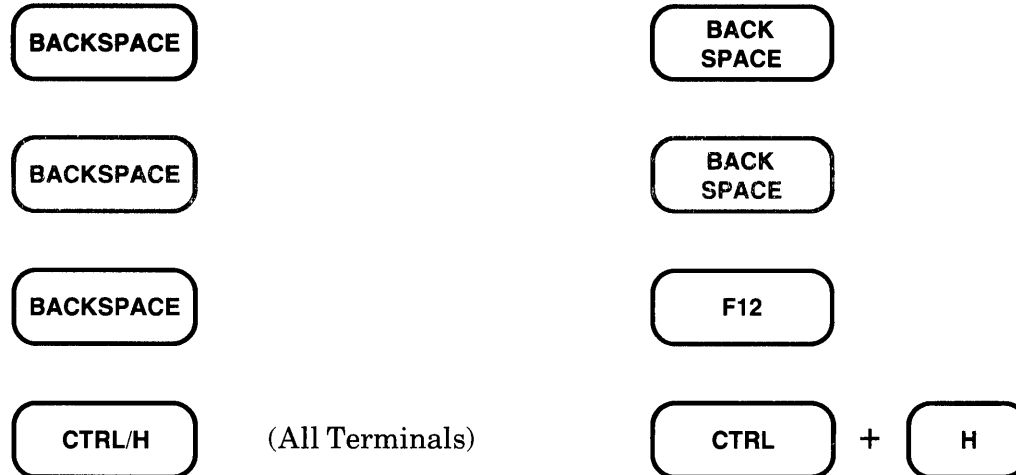 BACKSPACE
BACK
SPACE
BACKSPACE
BACK
SPACE
BACKSPACE
F12
CTRL/H (All Terminals) CTRL + H